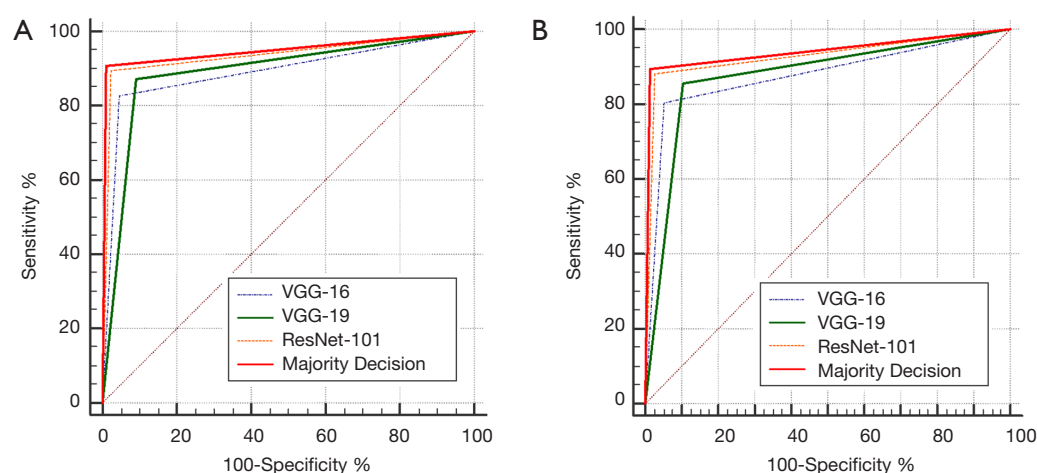 A
100
80
60
40
20
0
Sensitivity %
VGG-16
VGG-19
ResNet-101
Majority Decision
0 20 40 60 80 100
100-Specificity %
B
100
80
60
40
20
0
Sensitivity %
VGG-16
VGG-19
ResNet-101
Majority Decision
0 20 40 60 80 100
100-Specificity %